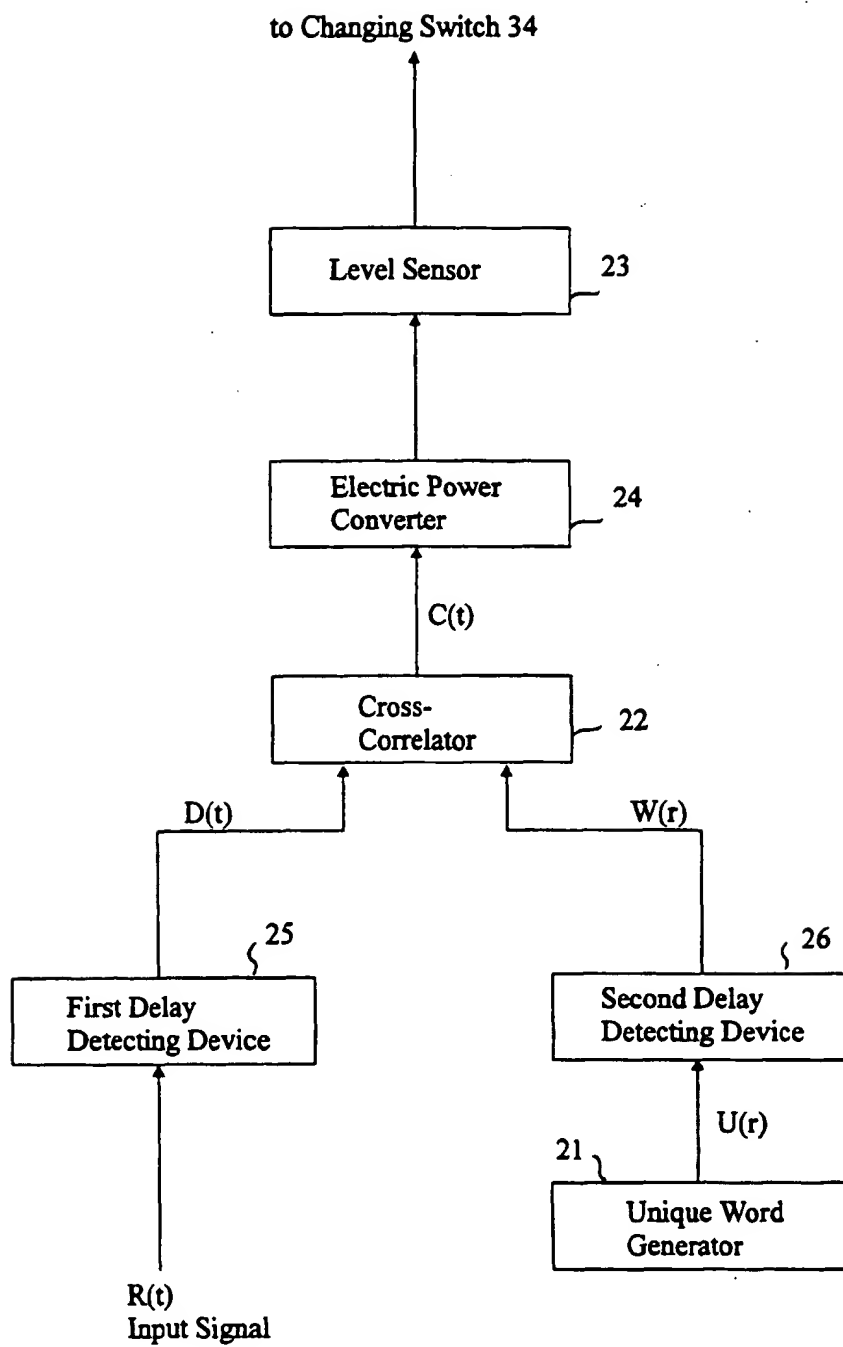 to Changing Switch 34
Level Sensor
23
Electric Power
Converter
24
C(t)
Cross-
Correlator
22
D(t)
W(r)
25
First Delay
Detecting Device
26
Second Delay
Detecting Device
U(r)
21
Unique Word
Generator
R(t)
Input Signal